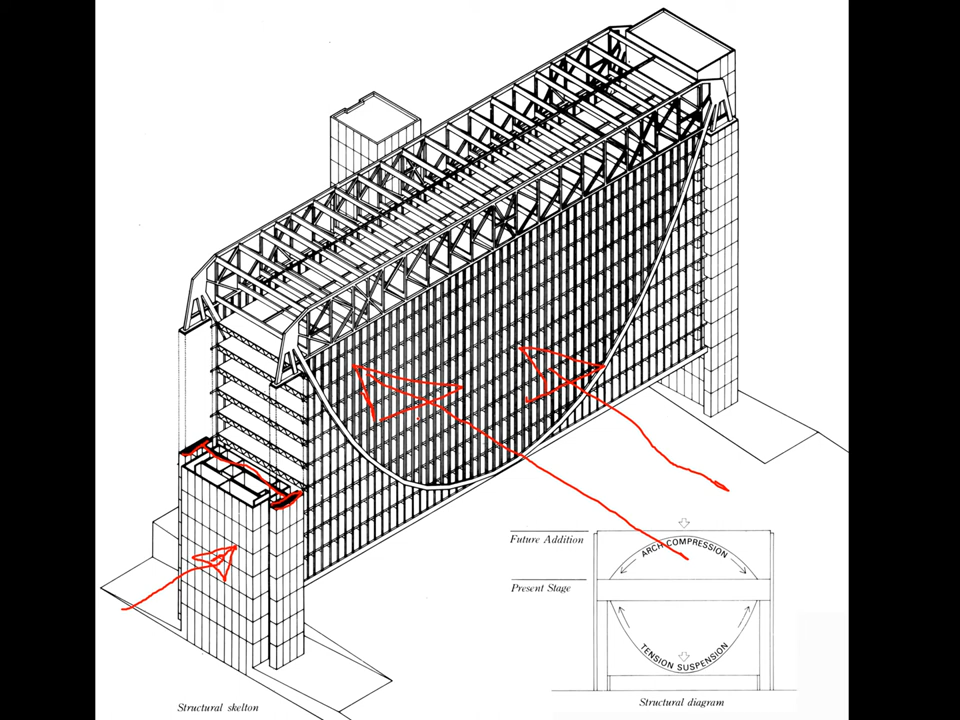 Future Addition
ARCH COMPRESSION
Present Stage
TENSION SUSPENSION
Structural skelton
Structural diagram